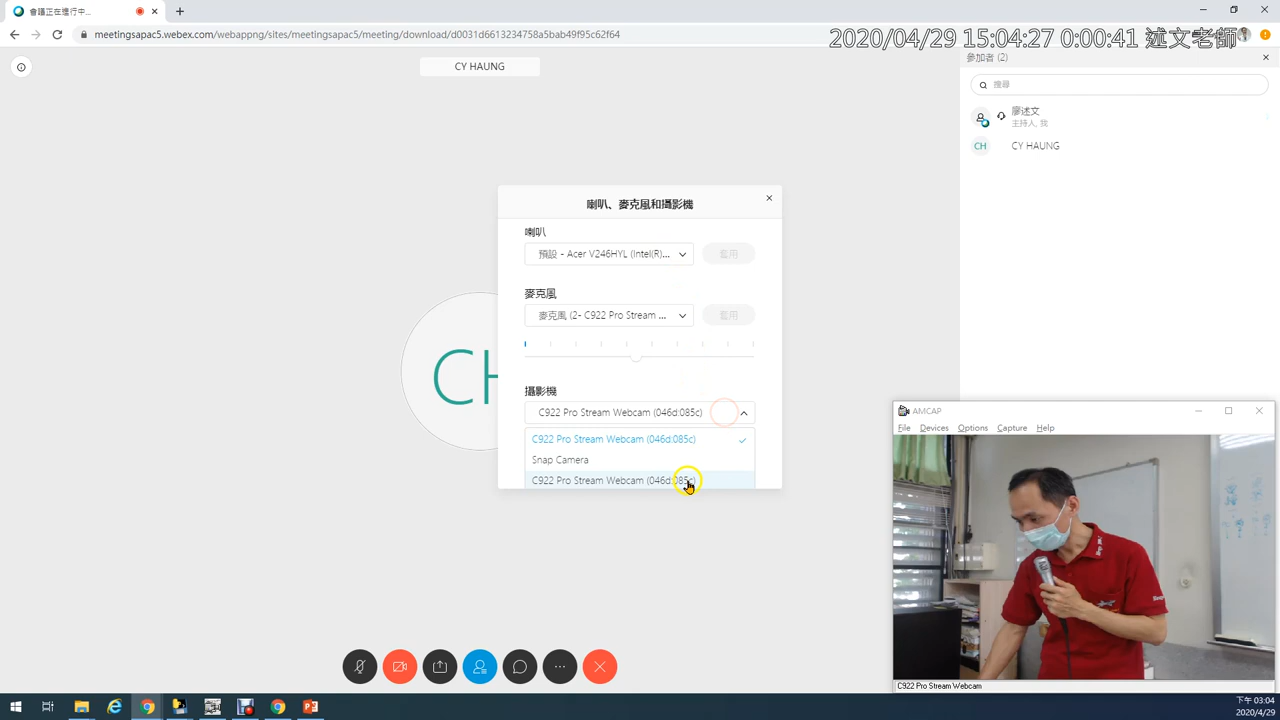 會議正在進行中...
meetingsapac5.webex.com/webappng/sites/meetingsapac5/meeting/download/d0031d6613234758a5bab49f95c62f64
2020/04/29 15:04:27 0:00:41 述文老師
CY HAUNG
參加者 (2)
搜尋
廖述文
主持人, 我
CH
CY HAUNG
喇叭、麥克風和攝影機
喇叭
預設 - Acer V246HYL (Intel(R)...
套用
麥克風
麥克風 (2- C922 Pro Stream ...
套用
攝影機
C922 Pro Stream Webcam (046d:085c)
C922 Pro Stream Webcam (046d:085c)
Snap Camera
C922 Pro Stream Webcam (046d:085c)
CH
AMCAP
File Devices Options Capture Help
C922 Pro Stream Webcam
下午 03:04
2020/4/29